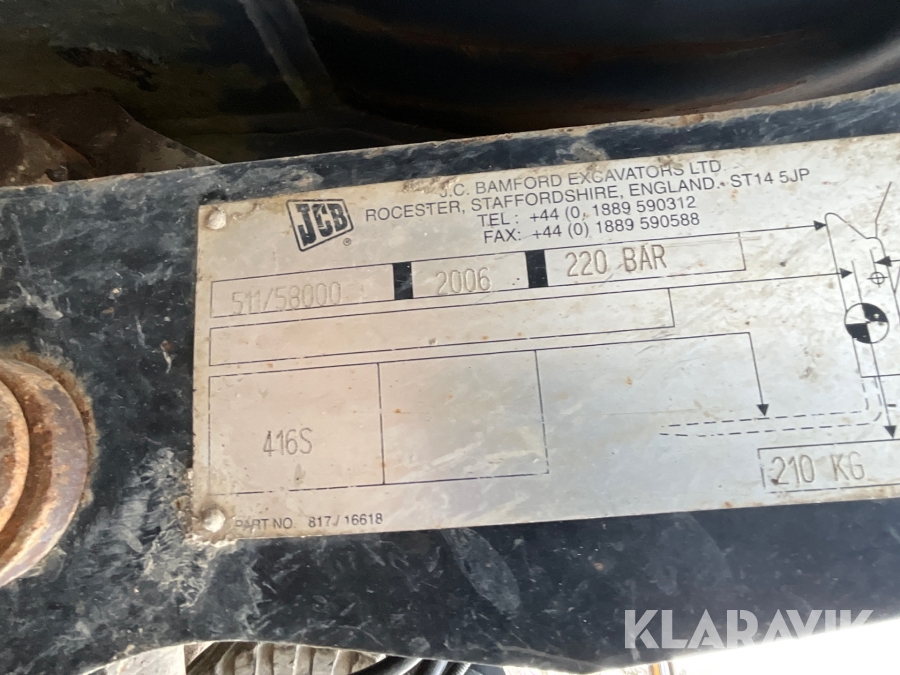 JCB ®
J.C. BAMFORD EXCAVATORS LTD
ROCESTER, STAFFORDSHIRE, ENGLAND. ST14 5JP
TEL: +44 (0) 1889 590312
FAX: +44 (0) 1889 590588
511/58000 2006 220 BAR
416S
210 KG
PART NO. 817/16618
KLARAVIK